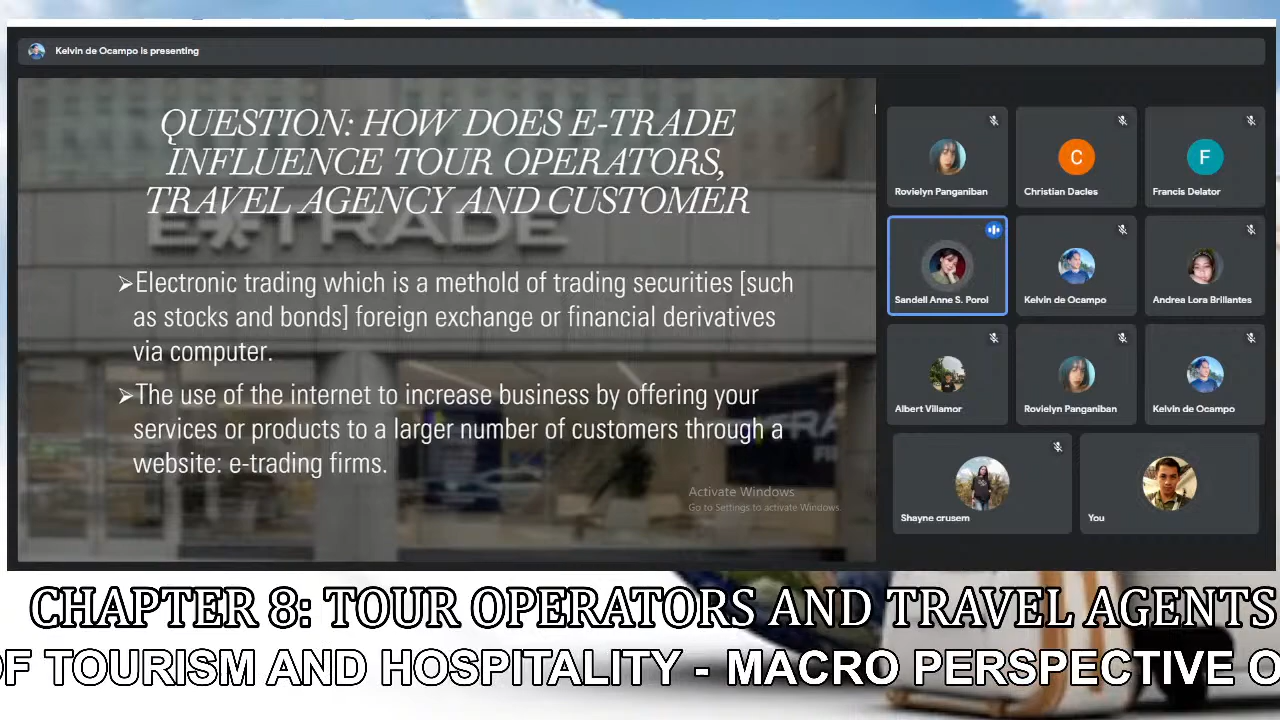 Kelvin de Ocampo is presenting
QUESTION: HOW DOES E-TRADE
INFLUENCE TOUR OPERATORS,
TRAVEL AGENCY AND CUSTOMER
E*TRADE
➢Electronic trading which is a methold of trading securities [such
as stocks and bonds] foreign exchange or financial derivatives
via computer.
➢The use of the internet to increase business by offering your
services or products to a larger number of customers through a
website: e-trading firms.
Activate Windows
Go to Settings to activate Windows.
Rovielyn Panganiban
C
Christian Dacles
F
Francis Delator
Sandell Anne S. Porol
Kelvin de Ocampo
Andrea Lora Brillantes
Albert Villamor
Rovielyn Panganiban
Kelvin de Ocampo
Shayne crusem
You
CHAPTER 8: TOUR OPERATORS AND TRAVEL AGENTS
OF TOURISM AND HOSPITALITY - MACRO PERSPECTIVE O